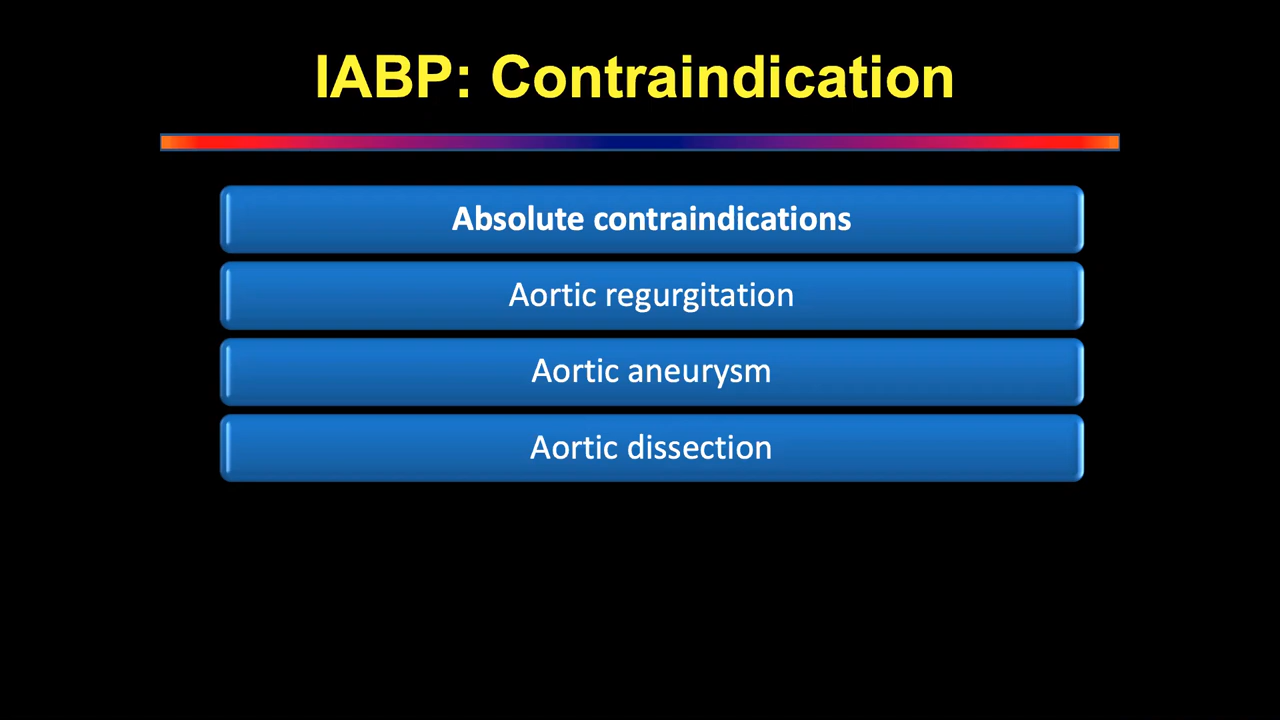 IABP: Contraindication
Absolute contraindications
Aortic regurgitation
Aortic aneurysm
Aortic dissection